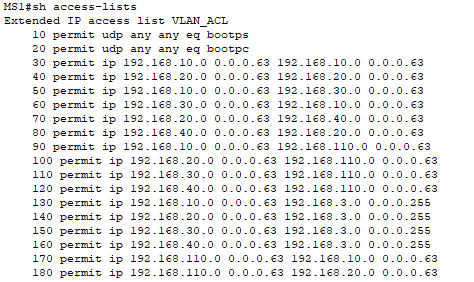 MS1#sh access-lists
Extended IP access list VLAN_ACL
10 permit udp any any eq bootps
20 permit udp any any eq bootpc
30 permit ip 192.168.10.0 0.0.0.63 192.168.10.0 0.0.0.63
40 permit ip 192.168.20.0 0.0.0.63 192.168.20.0 0.0.0.63
50 permit ip 192.168.10.0 0.0.0.63 192.168.30.0 0.0.0.63
60 permit ip 192.168.30.0 0.0.0.63 192.168.10.0 0.0.0.63
70 permit ip 192.168.20.0 0.0.0.63 192.168.40.0 0.0.0.63
80 permit ip 192.168.40.0 0.0.0.63 192.168.20.0 0.0.0.63
90 permit ip 192.168.10.0 0.0.0.63 192.168.110.0 0.0.0.63
100 permit ip 192.168.20.0 0.0.0.63 192.168.110.0 0.0.0.63
110 permit ip 192.168.30.0 0.0.0.63 192.168.110.0 0.0.0.63
120 permit ip 192.168.40.0 0.0.0.63 192.168.110.0 0.0.0.63
130 permit ip 192.168.10.0 0.0.0.63 192.168.3.0 0.0.0.255
140 permit ip 192.168.20.0 0.0.0.63 192.168.3.0 0.0.0.255
150 permit ip 192.168.30.0 0.0.0.63 192.168.3.0 0.0.0.255
160 permit ip 192.168.40.0 0.0.0.63 192.168.3.0 0.0.0.255
170 permit ip 192.168.110.0 0.0.0.63 192.168.10.0 0.0.0.63
180 permit ip 192.168.110.0 0.0.0.63 192.168.20.0 0.0.0.63